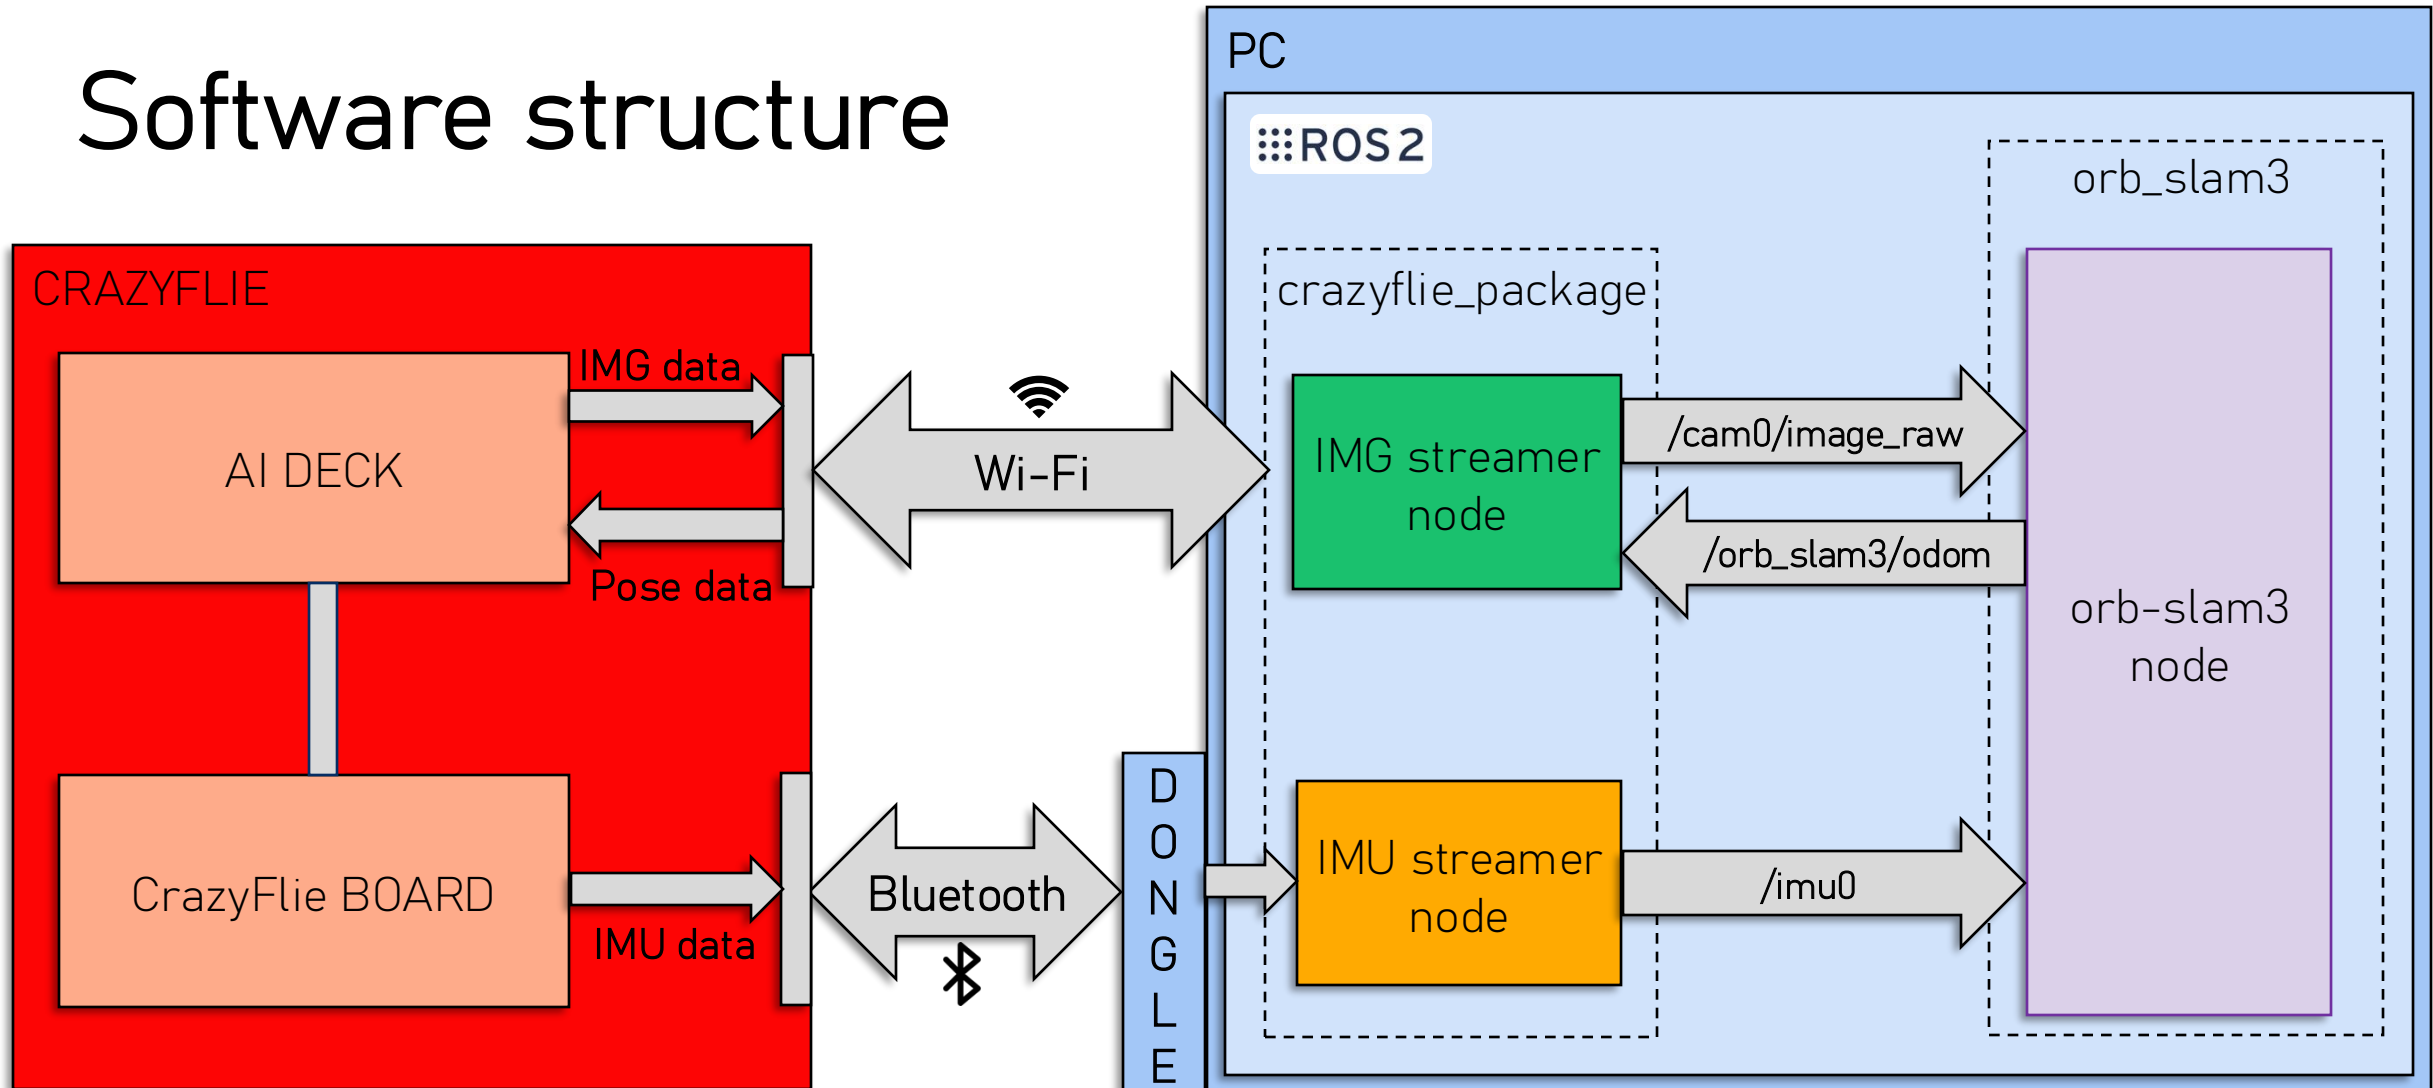 Software structure
PC
ROS 2
orb_slam3
CRAZYFLIE
crazyflie_package
IMG data
AI DECK
Pose data
Wi-Fi
IMG streamer
node
/cam0/image_raw
/orb_slam3/odom
orb-slam3
node
CrazyFlie BOARD
IMU data
Bluetooth
D
O
N
G
L
E
IMU streamer
node
/imu0